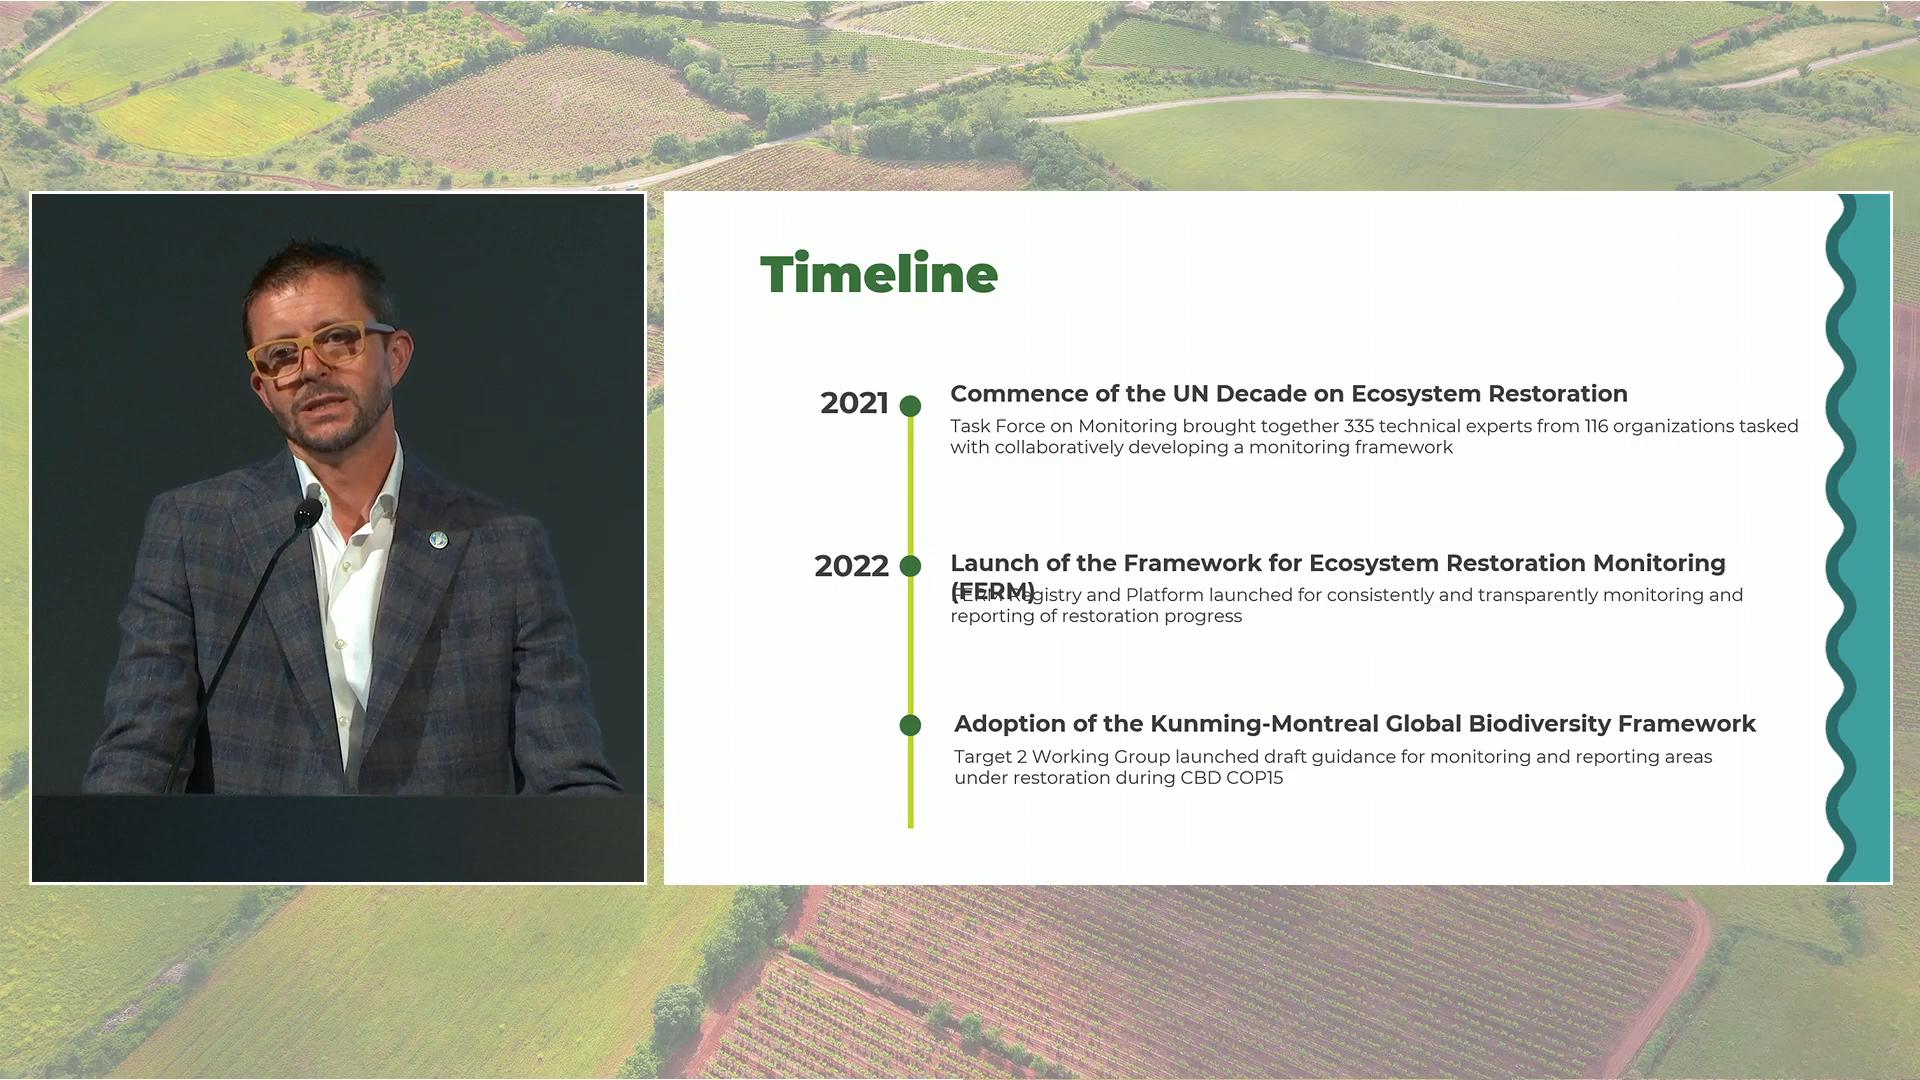 Timeline
2021
Commence of the UN Decade on Ecosystem Restoration
Task Force on Monitoring brought together 335 technical experts from 116 organizations tasked
with collaboratively developing a monitoring framework
2022
Launch of the Framework for Ecosystem Restoration Monitoring
(FERM)
FERM Registry and Platform launched for consistently and transparently monitoring and
reporting of restoration progress
Adoption of the Kunming-Montreal Global Biodiversity Framework
Target 2 Working Group launched draft guidance for monitoring and reporting areas
under restoration during CBD COP15